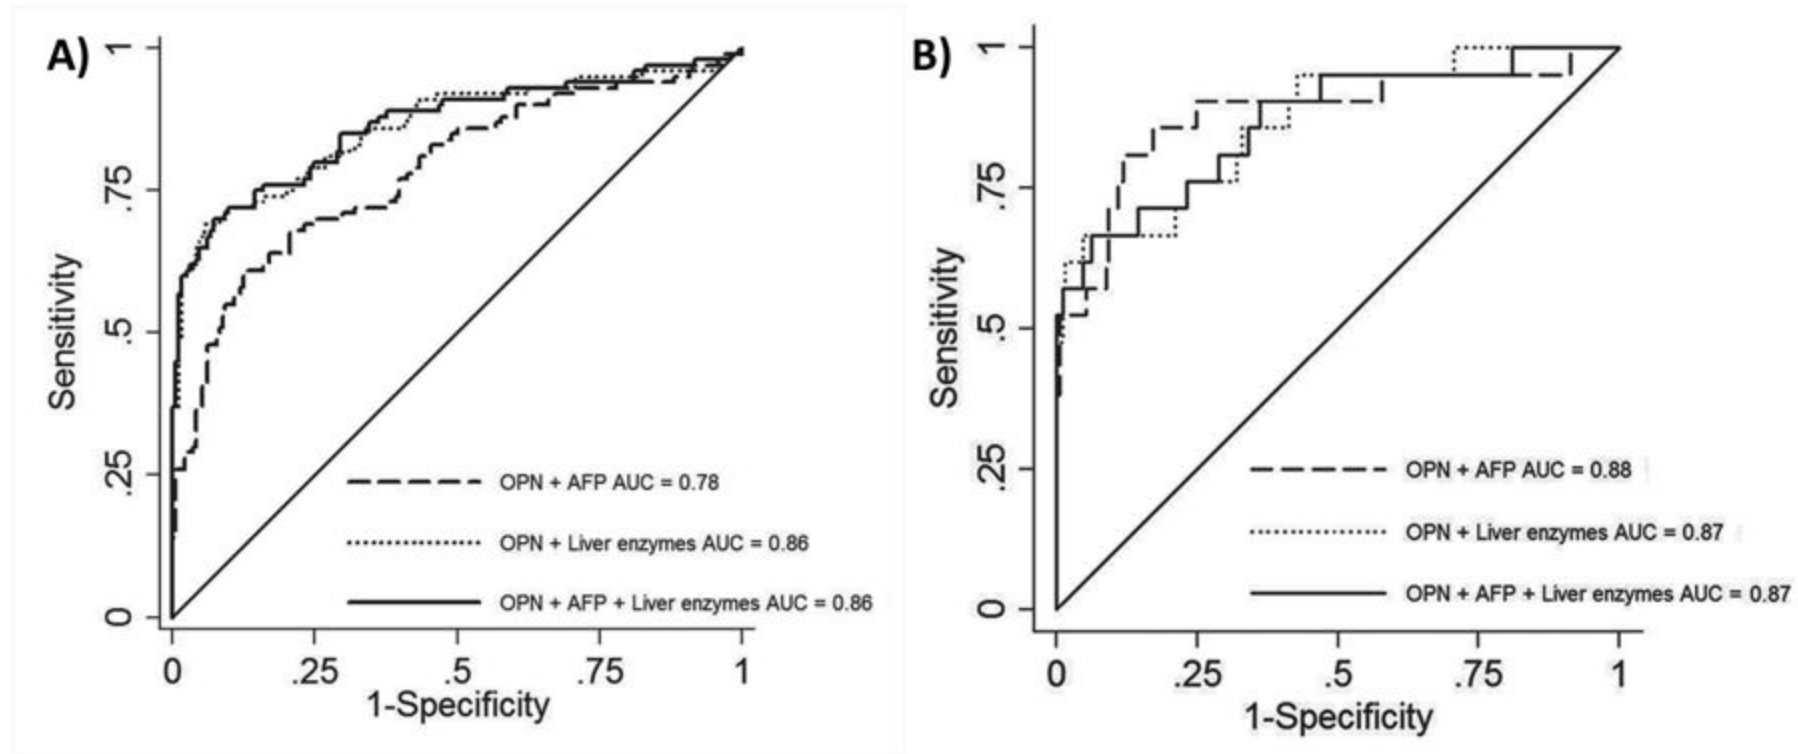 A)
Sensitivity
1
.75
.5
.25
0
OPN + AFP AUC = 0.78
OPN + Liver enzymes AUC = 0.86
OPN + AFP + Liver enzymes AUC = 0.86
0 .25 .5 .75 1
1-Specificity
B)
Sensitivity
1
.75
.5
.25
0
OPN + AFP AUC = 0.88
OPN + Liver enzymes AUC = 0.87
OPN + AFP + Liver enzymes AUC = 0.87
0 .25 .5 .75 1
1-Specificity